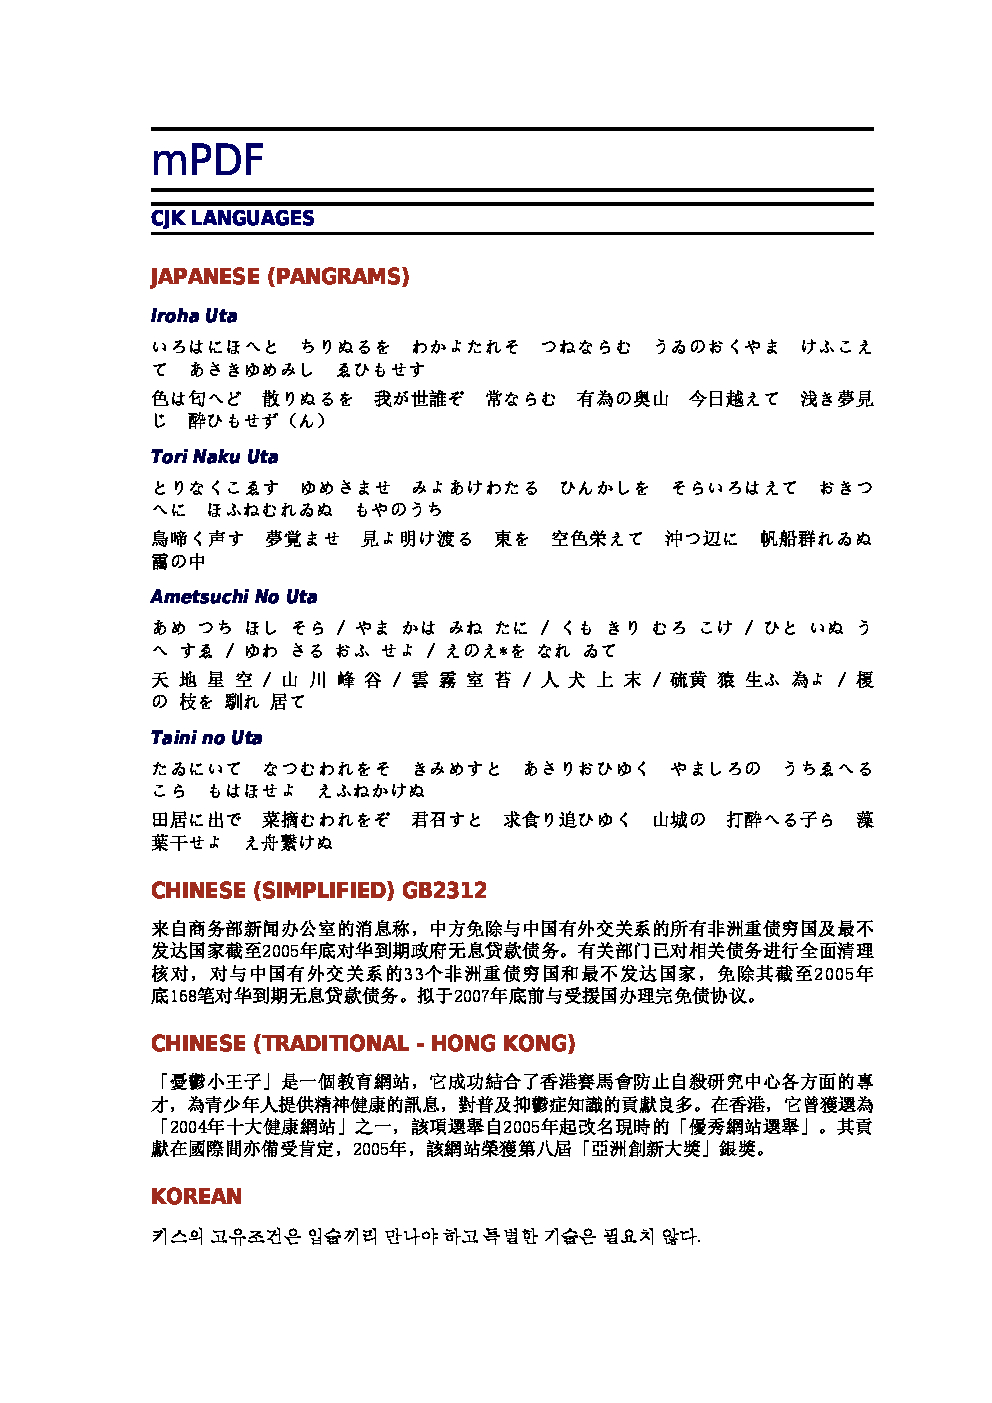 mPDF
CJK LANGUAGES
JAPANESE (PANGRAMS)
Iroha Uta
いろはにほへと　ちりぬるを　わかよたれそ　つねならむ　うゐのおくやま　けふこえ
て　あさきゆめみし　ゑひもせす
色は匂へど　散りぬるを　我が世誰ぞ　常ならむ　有為の奥山　今日越えて　浅き夢見
じ　酔ひもせず（ん）
Tori Naku Uta
とりなくこゑす　ゆめさませ　みよあけわたる　ひんかしを　そらいろはえて　おきつ
へに　ほふねむれゐぬ　もやのうち
鳥啼く声す　夢覚ませ　見よ明け渡る　東を　空色栄えて　沖つ辺に　帆船群れゐぬ
靄の中
Ametsuchi No Uta
あめ つち ほし そら / やま かは みね たに / くも きり むろ こけ / ひと いぬ う
へ すゑ / ゆわ さる おふ せよ / えのえ*を なれ ゐて
天 地 星 空 / 山 川 峰 谷 / 雲 霧 室 苔 / 人 犬 上 末 / 硫黄 猿 生ふ 為よ / 榎
の 枝を 馴れ 居て
Taini no Uta
たゐにいて　なつむわれをそ　きみめすと　あさりおひゆく　やましろの　うちゑへる
こら　もはほせよ　えふねかけぬ
田居に出で　菜摘むわれをぞ　君召すと　求食り追ひゆく　山城の　打酔へる子ら　藻
葉干せよ　え舟繋けぬ
CHINESE (SIMPLIFIED) GB2312
来自商务部新闻办公室的消息称，中方免除与中国有外交关系的所有非洲重债穷国及最不
发达国家截至2005年底对华到期政府无息贷款债务。有关部门已对相关债务进行全面清理
核对，对与中国有外交关系的33个非洲重债穷国和最不发达国家，免除其截至2005年
底168笔对华到期无息贷款债务。拟于2007年底前与受援国办理完免债协议。
CHINESE (TRADITIONAL - HONG KONG)
「憂鬱小王子」是一個教育網站，它成功結合了香港賽馬會防止自殺研究中心各方面的專
才，為青少年人提供精神健康的訊息，對普及抑鬱症知識的貢獻良多。在香港，它曾獲選為
「2004年十大健康網站」之一，該項選舉自2005年起改名現時的「優秀網站選舉」。其貢
獻在國際間亦備受肯定，2005年，該網站榮獲第八屆「亞洲創新大獎」銀獎。
KOREAN
키스의 고유조건은 입술끼리 만나야 하고 특별한 기술은 필요치 않다.